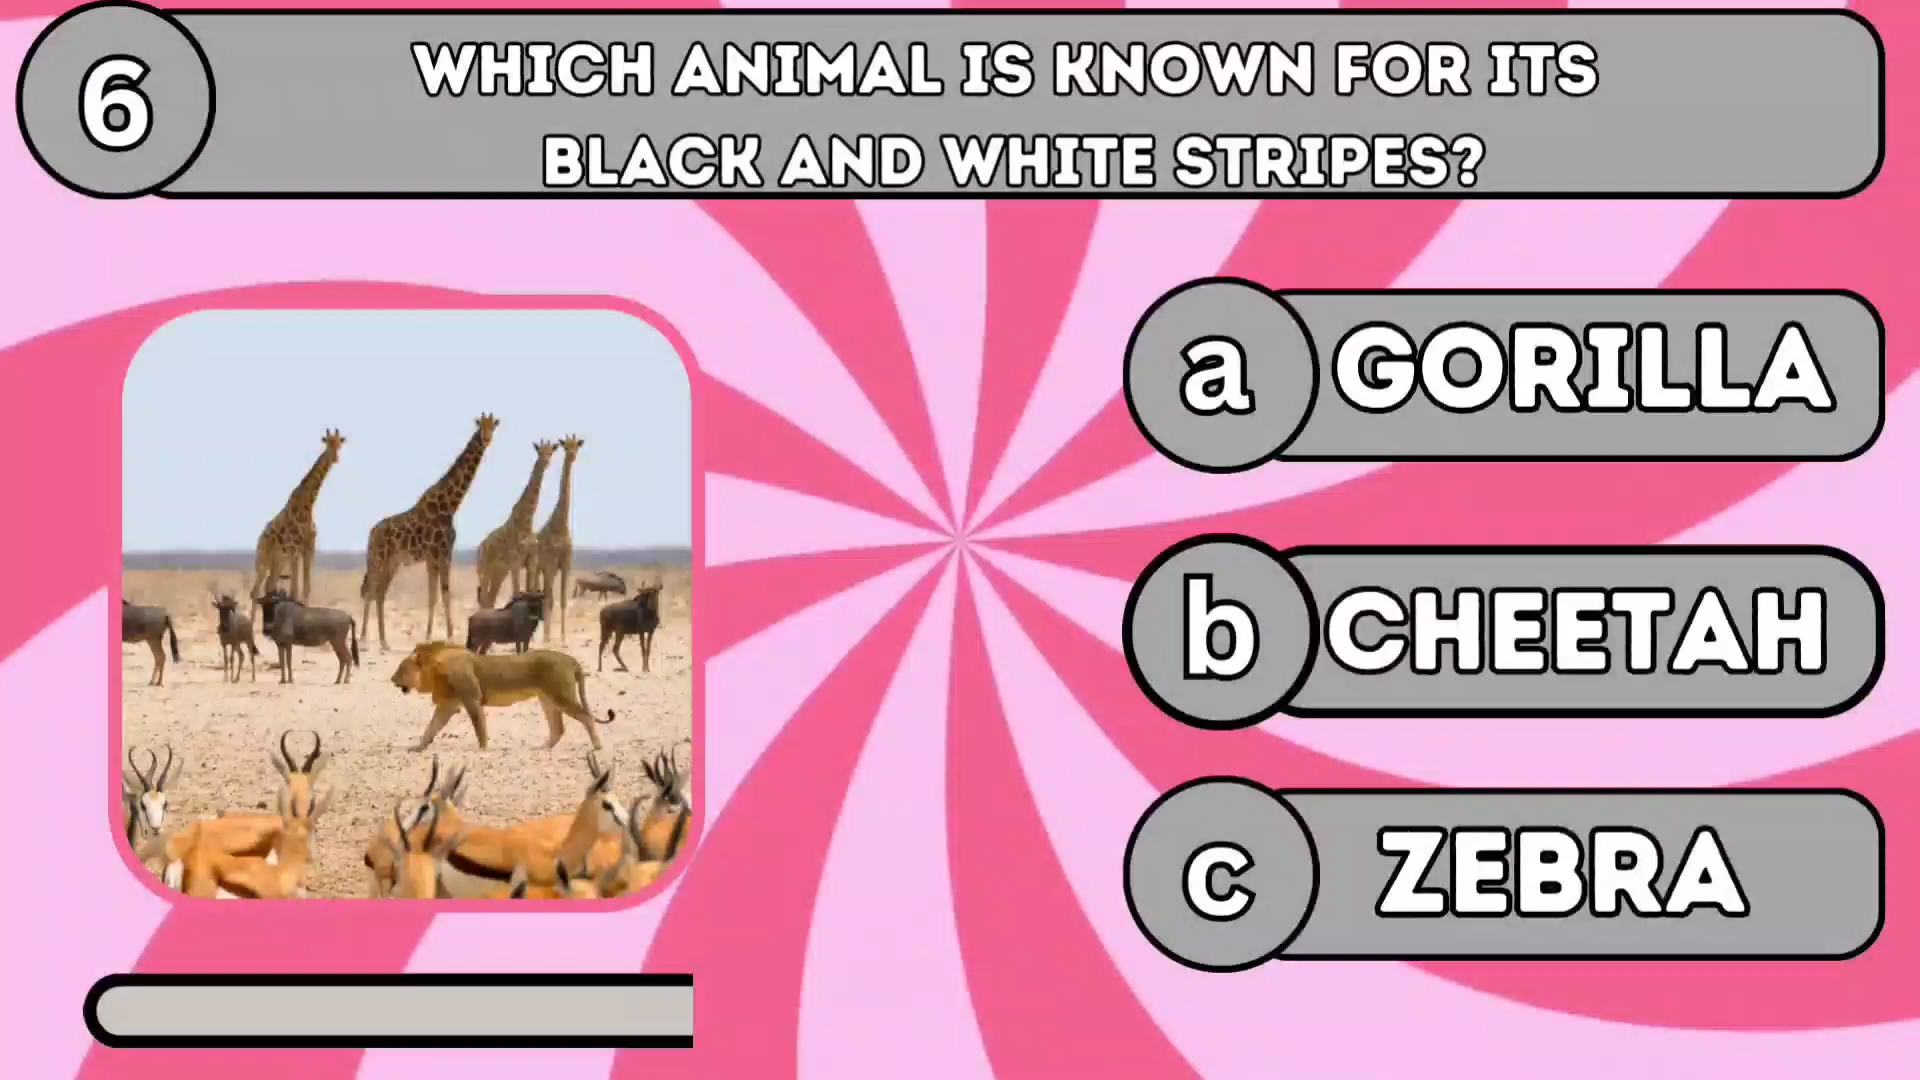 6
WHICH ANIMAL IS KNOWN FOR ITS
BLACK AND WHITE STRIPES?
a GORILLA
b CHEETAH
c ZEBRA